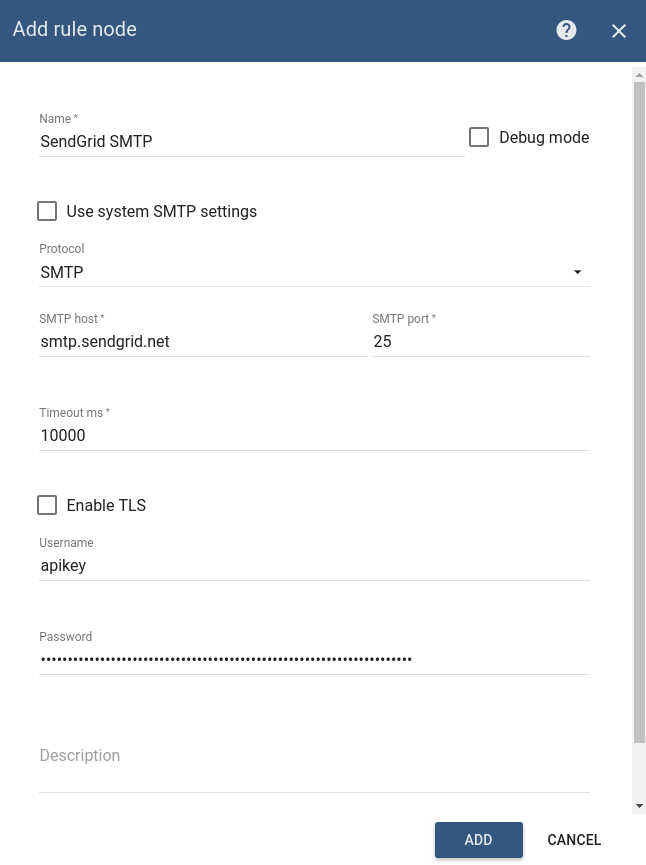 Add rule node
Name *
SendGrid SMTP
Debug mode
Use system SMTP settings
Protocol
SMTP
SMTP host * SMTP port *
smtp.sendgrid.net 25
Timeout ms *
10000
Enable TLS
Username
apikey
Password
•••••••••••••••••••••••••••••••••••••••••••••••••••••••••••••••••••••
Description
ADD CANCEL